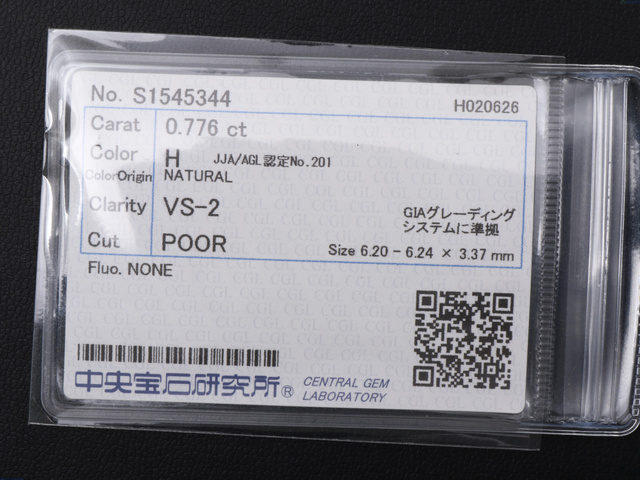 No. S1545344
H020626
Carat 0.776 ct
Color H JJA/AGL認定No.201
ColorOrigin NATURAL
Clarity VS-2
GIAグレーディング
システムに準拠
Cut POOR
Size 6.20 - 6.24 × 3.37 mm
Fluo. NONE
中央宝石研究所® CENTRAL GEM
LABORATORY